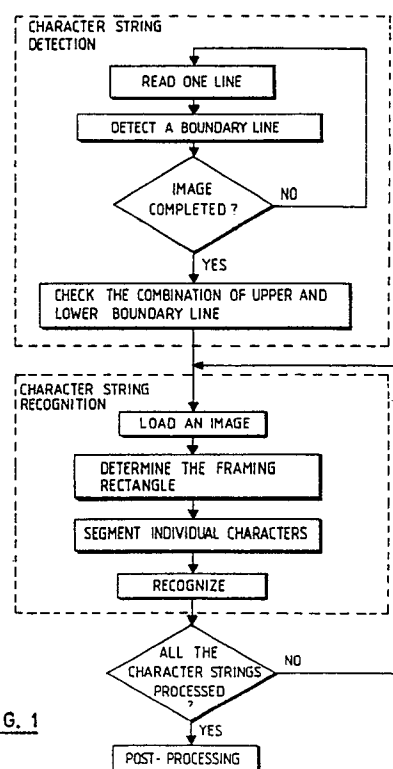 CHARACTER STRING
DETECTION
READ ONE LINE
DETECT A BOUNDARY LINE
IMAGE
COMPLETED ?
NO
YES
CHECK THE COMBINATION OF UPPER AND
LOWER BOUNDARY LINE
CHARACTER STRING
RECOGNITION
LOAD AN IMAGE
DETERMINE THE FRAMING
RECTANGLE
SEGMENT INDIVIDUAL CHARACTERS
RECOGNIZE
ALL THE
CHARACTER STRINGS
PROCESSED
?
NO
YES
G. 1
POST-PROCESSING